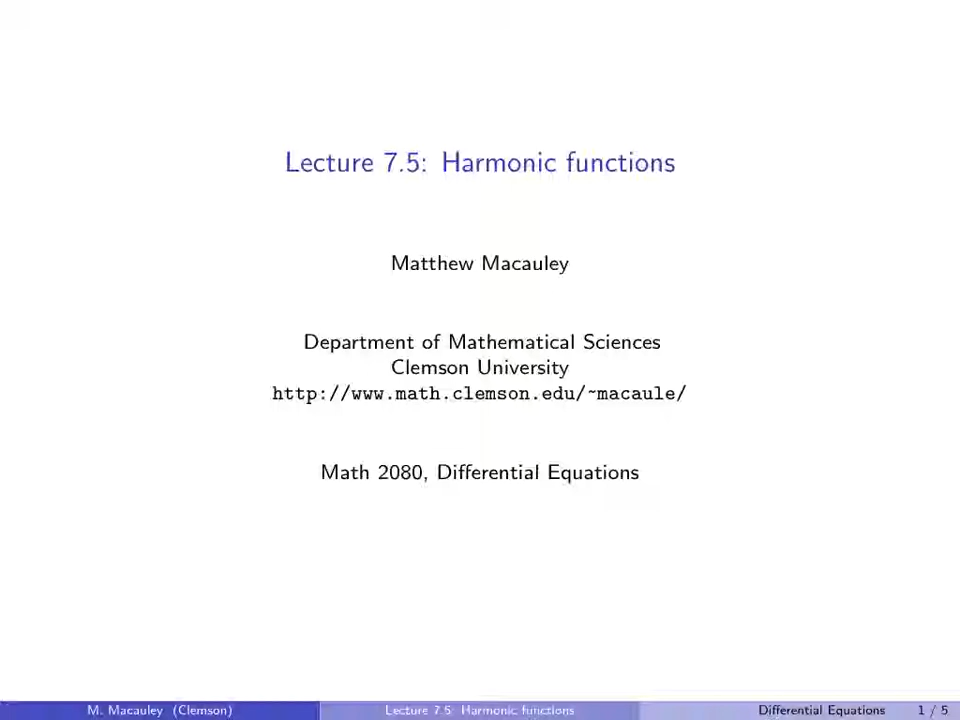 Lecture 7.5: Harmonic functions
Matthew Macauley
Department of Mathematical Sciences
Clemson University
http://www.math.clemson.edu/~macaule/
Math 2080, Differential Equations
M. Macauley (Clemson) Lecture 7.5: Harmonic functions Differential Equations 1 / 5